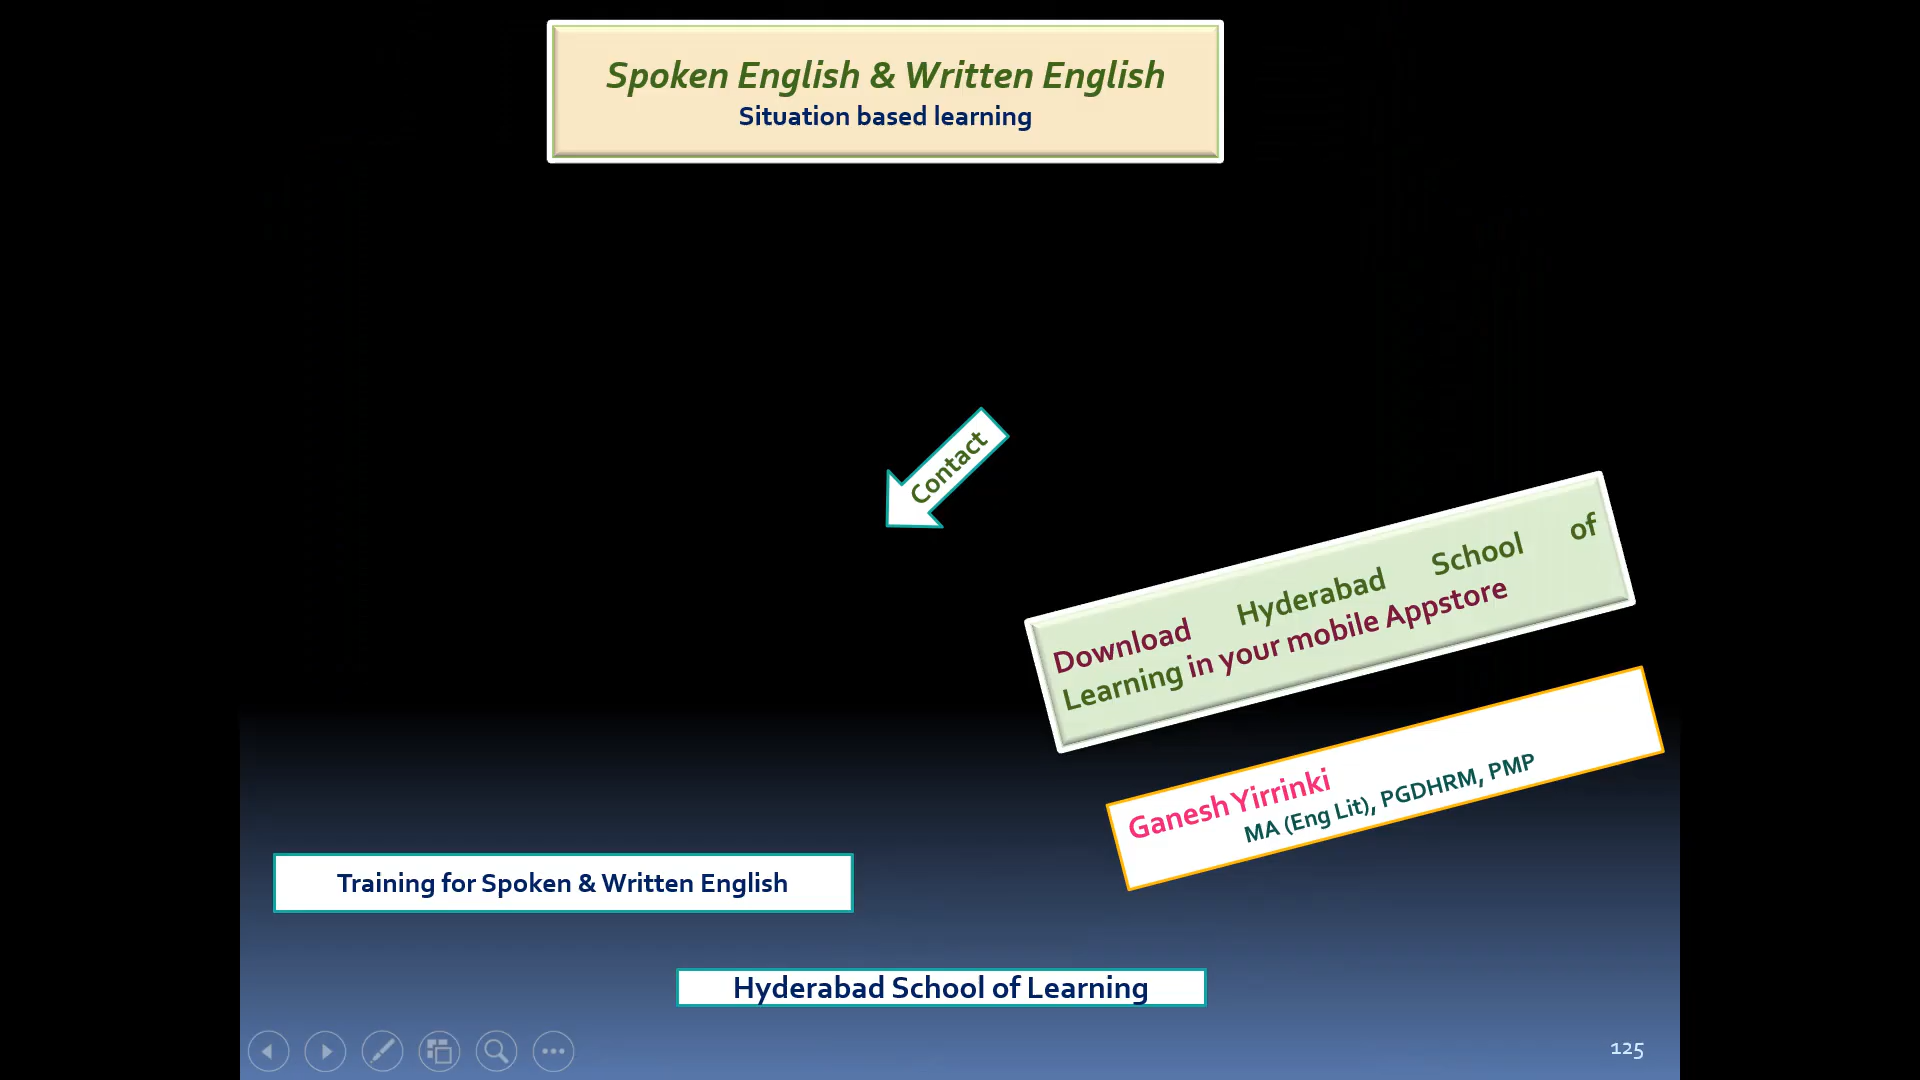 Spoken English & Written English
Situation based learning
Contact
Download Hyderabad School of
Learning in your mobile Appstore
Ganesh Yirrinki
MA (Eng Lit), PGDHRM, PMP
Training for Spoken & Written English
Hyderabad School of Learning
125